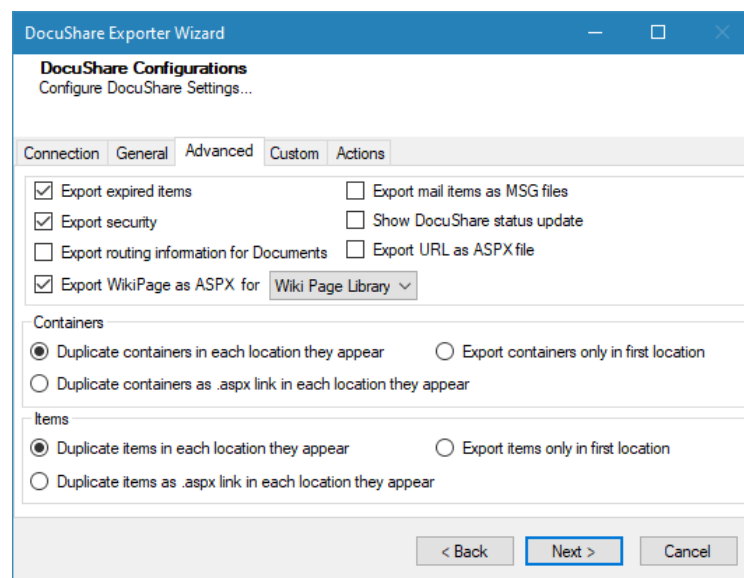 DocuShare Exporter Wizard
DocuShare Configurations
Configure DocuShare Settings...
Connection General Advanced Custom Actions
Export expired items Export mail items as MSG files
Export security Show DocuShare status update
Export routing information for Documents Export URL as ASPX file
Export WikiPage as ASPX for Wiki Page Library
Containers
Duplicate containers in each location they appear Export containers only in first location
Duplicate containers as .aspx link in each location they appear
Items
Duplicate items in each location they appear Export items only in first location
Duplicate items as .aspx link in each location they appear
< Back Next > Cancel